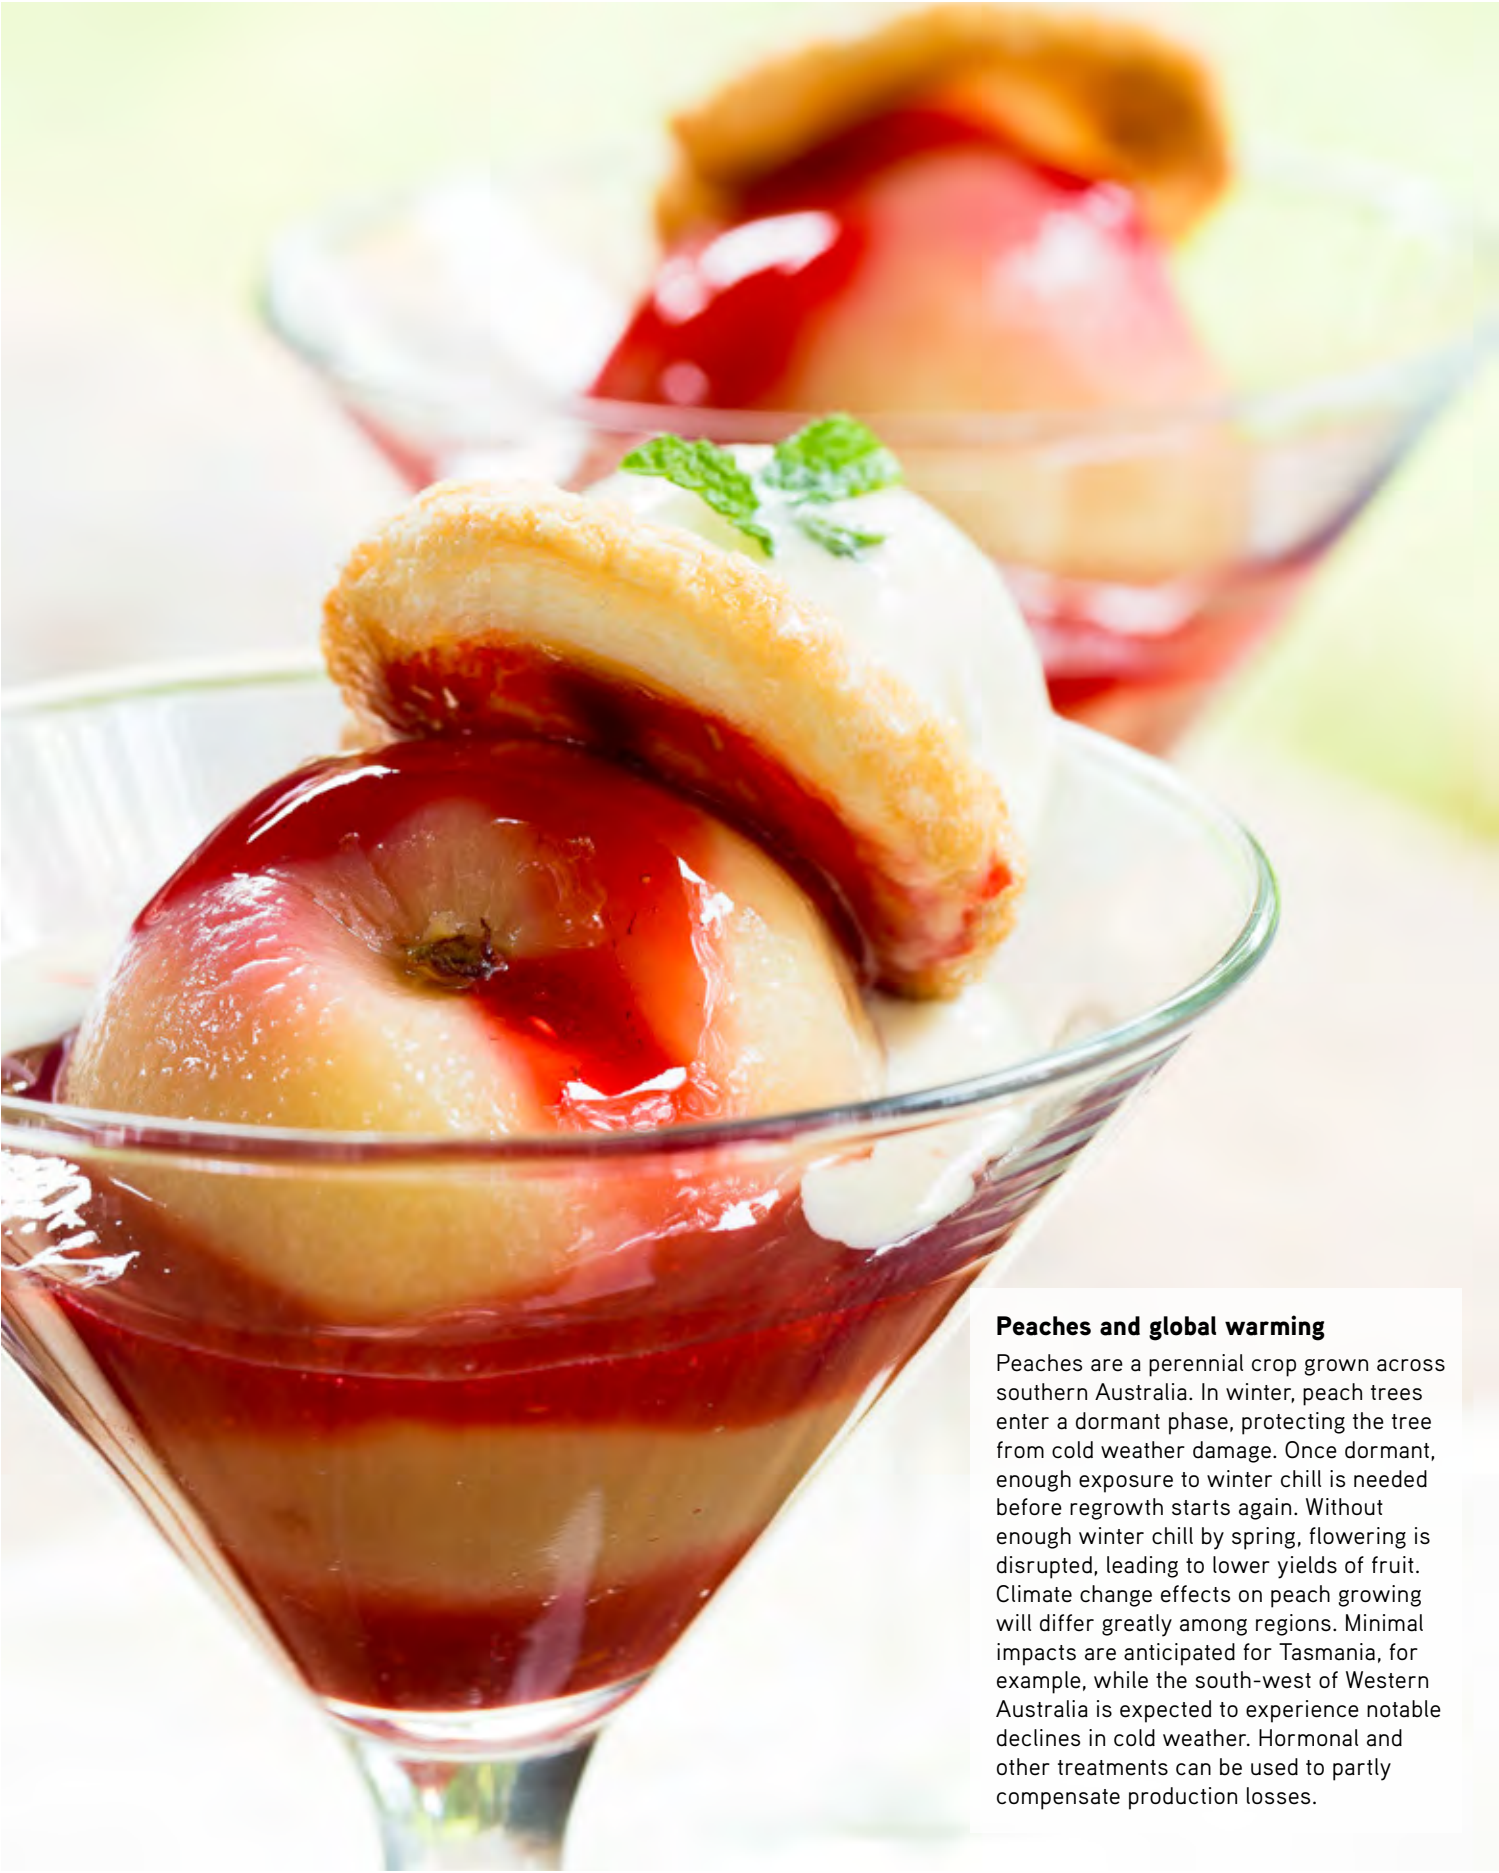 Peaches and global warming
Peaches are a perennial crop grown across
southern Australia. In winter, peach trees
enter a dormant phase, protecting the tree
from cold weather damage. Once dormant,
enough exposure to winter chill is needed
before regrowth starts again. Without
enough winter chill by spring, flowering is
disrupted, leading to lower yields of fruit.
Climate change effects on peach growing
will differ greatly among regions. Minimal
impacts are anticipated for Tasmania, for
example, while the south-west of Western
Australia is expected to experience notable
declines in cold weather. Hormonal and
other treatments can be used to partly
compensate production losses.